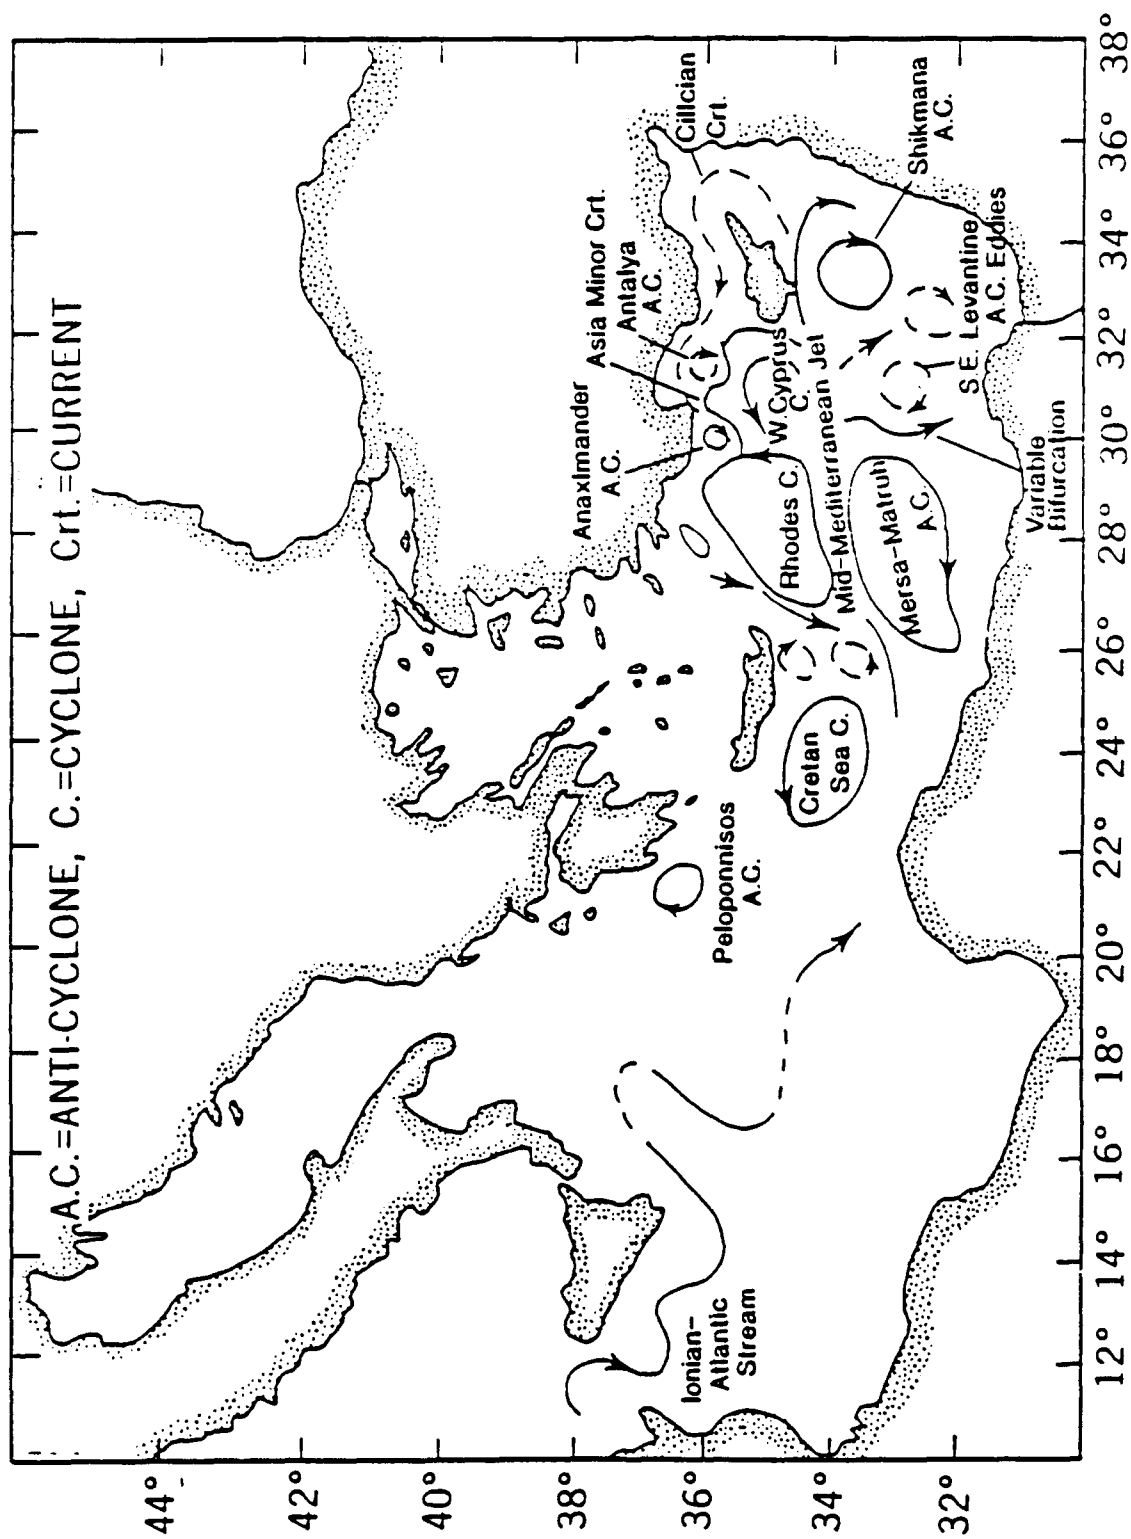 A.C.=ANTI-CYCLONE, C.=CYCLONE, Crt.=CURRENT
44°
42°
40°
38°
36°
34°
32°
12°
14°
16°
18°
20°
22°
24°
26°
28°
30°
32°
34°
36°
38°
Ionian-
Atlantic
Stream
Peloponnisos
A.C.
Cretan
Sea C.
Anaximander
A.C.
Asia Minor Crt.
Antalya
A.C.
Cilician
Crt.
Rhodes C.
W.Cyprus
C.
Mid-Mediterranean Jet
Mersa-Matruh
A.C.
Shikmana
A.C.
S.E. Levantine
A.C. Eddies
Variable
Bifurcation